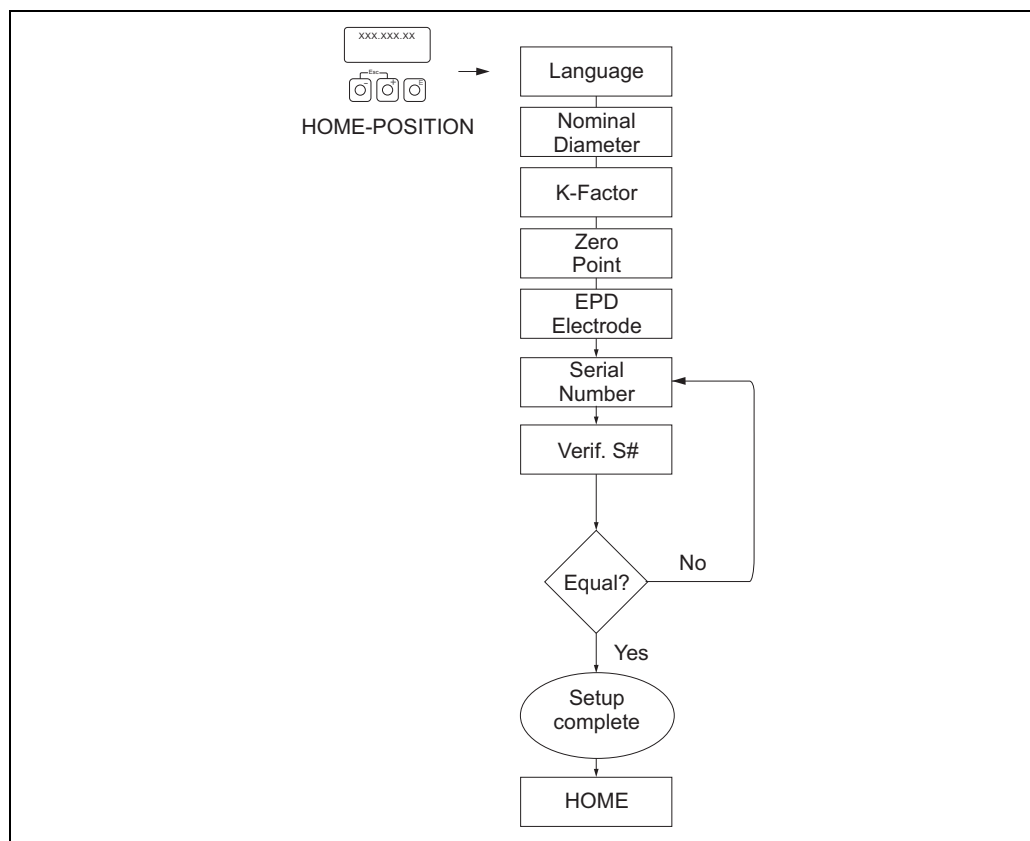 XXX.XXX.XX
Esc
- + E
HOME-POSITION
Language
Nominal
Diameter
K-Factor
Zero
Point
EPD
Electrode
Serial
Number
Verif. S#
Equal?
No
Yes
Setup
complete
HOME